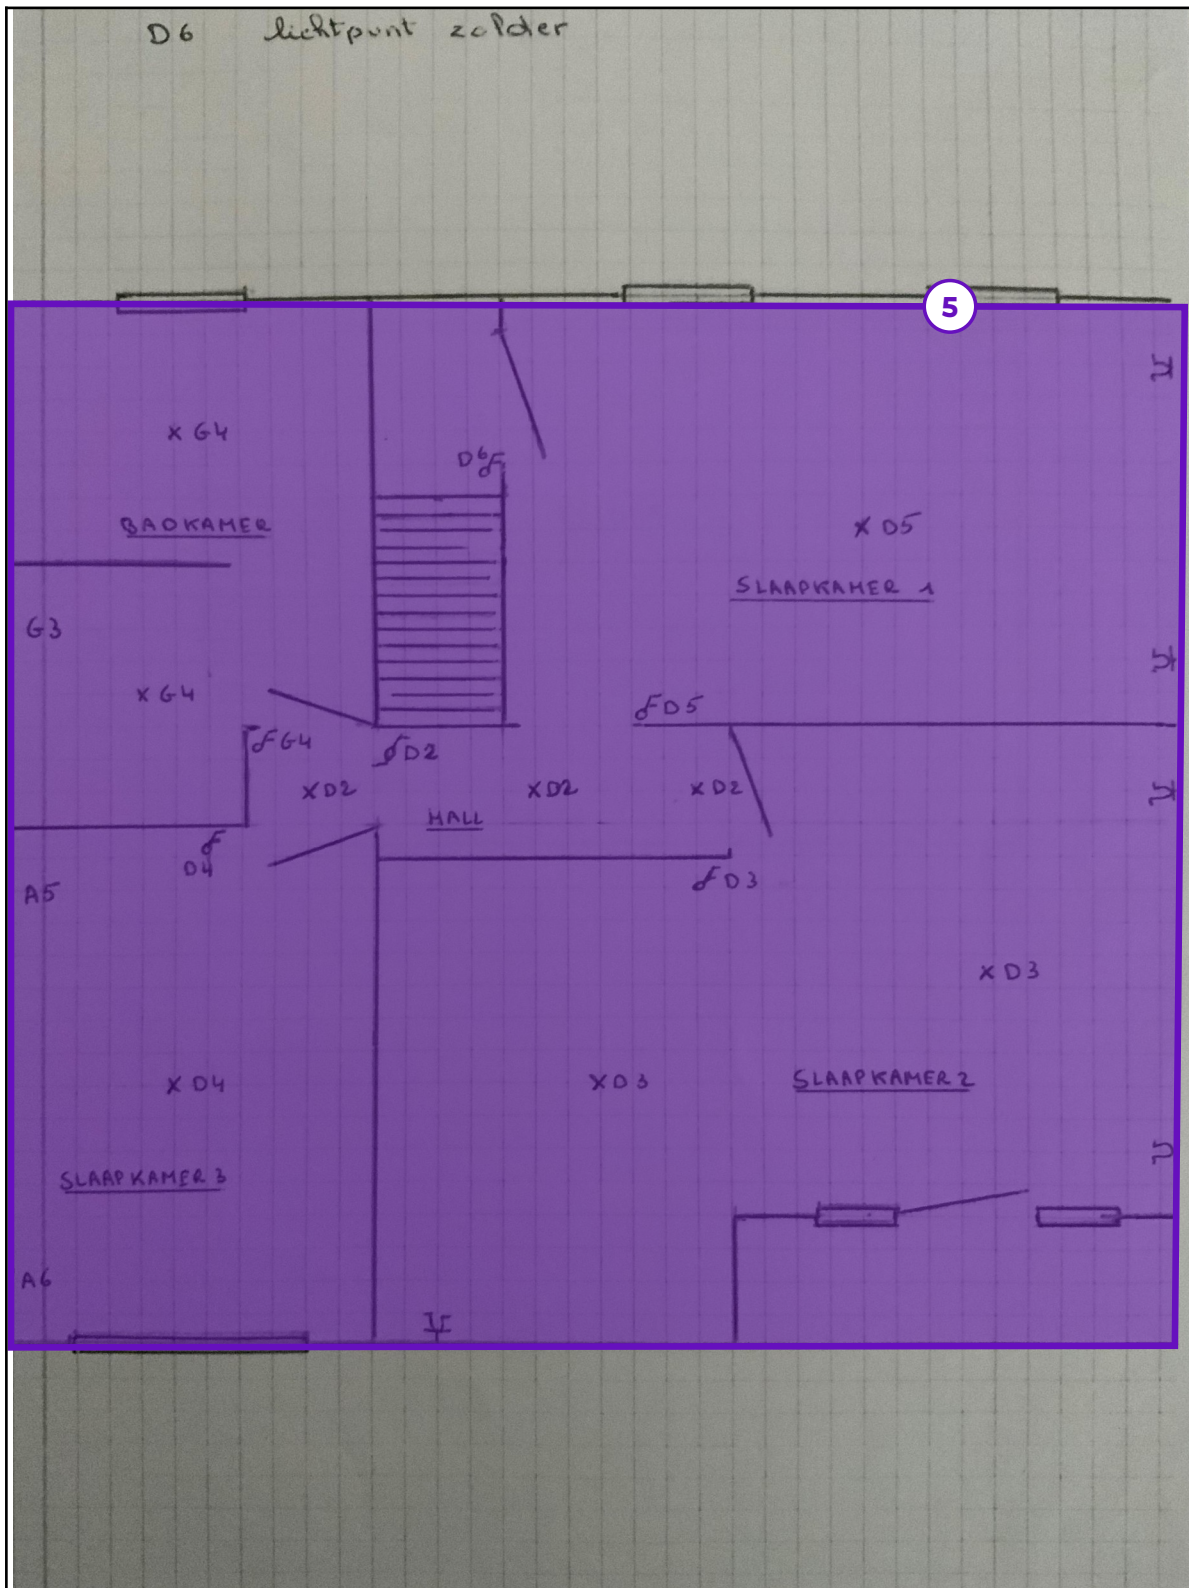 D6 lichtpunt zolder
5
x G4
D6
BADKAMER
x D5
SLAAPKAMER 1
G3
x G4
D5
G4
D2
x D2
x D2
x D2
HALL
D4
D3
A5
x D3
x D4
x D3
SLAAPKAMER 2
SLAAPKAMER 3
A6